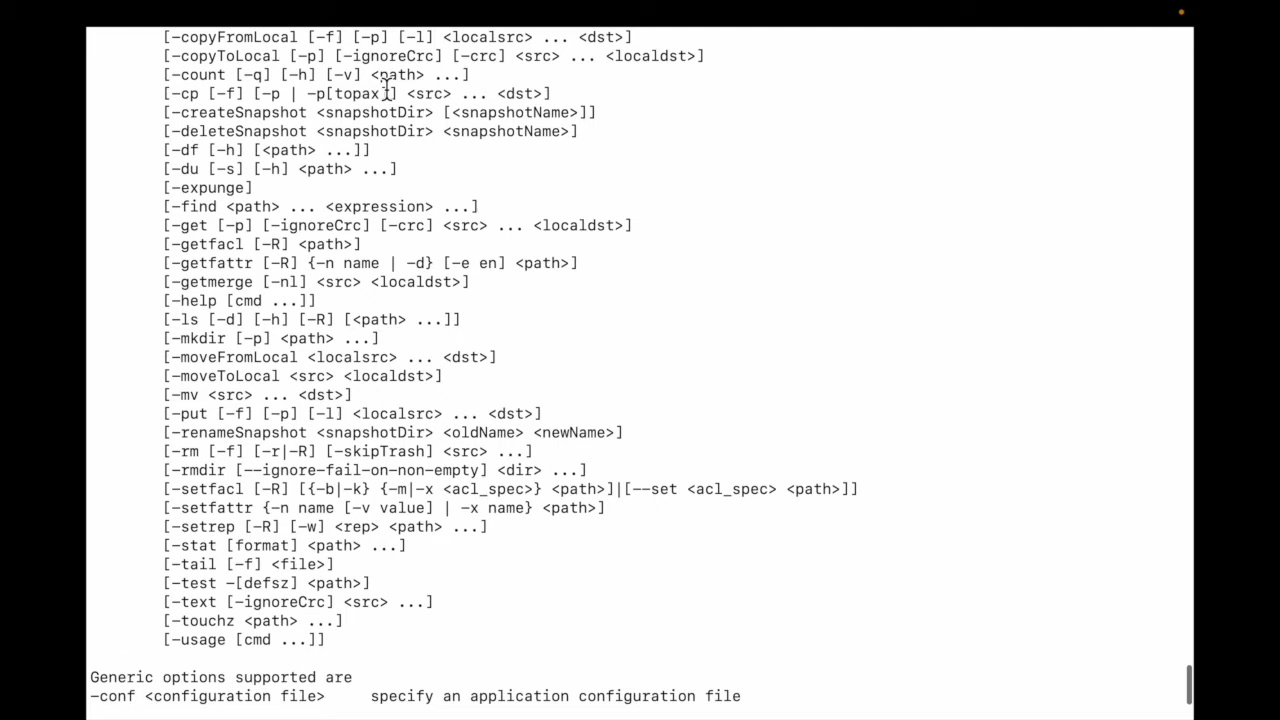 [-copyFromLocal [-f] [-p] [-l] <localsrc> ... <dst>]
[-copyToLocal [-p] [-ignoreCrc] [-crc] <src> ... <localdst>]
[-count [-q] [-h] [-v] <path> ...]
[-cp [-f] [-p | -p[topax]] <src> ... <dst>]
[-createSnapshot <snapshotDir> [<snapshotName>]]
[-deleteSnapshot <snapshotDir> <snapshotName>]
[-df [-h] [<path> ...]]
[-du [-s] [-h] <path> ...]
[-expunge]
[-find <path> ... <expression> ...]
[-get [-p] [-ignoreCrc] [-crc] <src> ... <localdst>]
[-getfacl [-R] <path>]
[-getfattr [-R] {-n name | -d} [-e en] <path>]
[-getmerge [-nl] <src> <localdst>]
[-help [cmd ...]]
[-ls [-d] [-h] [-R] [<path> ...]]
[-mkdir [-p] <path> ...]
[-moveFromLocal <localsrc> ... <dst>]
[-moveToLocal <src> <localdst>]
[-mv <src> ... <dst>]
[-put [-f] [-p] [-l] <localsrc> ... <dst>]
[-renameSnapshot <snapshotDir> <oldName> <newName>]
[-rm [-f] [-r|-R] [-skipTrash] <src> ...]
[-rmdir [--ignore-fail-on-non-empty] <dir> ...]
[-setfacl [-R] [{-b|-k} {-m|-x <acl_spec>} <path>]|[--set <acl_spec> <path>]]
[-setfattr {-n name [-v value] | -x name} <path>]
[-setrep [-R] [-w] <rep> <path> ...]
[-stat [format] <path> ...]
[-tail [-f] <file>]
[-test -[defsz] <path>]
[-text [-ignoreCrc] <src> ...]
[-touchz <path> ...]
[-usage [cmd ...]]
Generic options supported are
-conf <configuration file>     specify an application configuration file